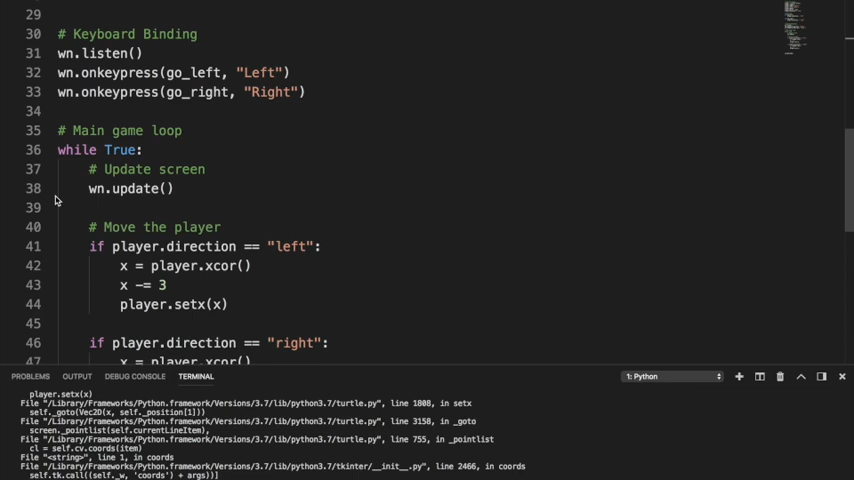 29
30 # Keyboard Binding
31 wn.listen()
32 wn.onkeypress(go_left, "Left")
33 wn.onkeypress(go_right, "Right")
34
35 # Main game loop
36 while True:
37 # Update screen
38 wn.update()
39
40 # Move the player
41 if player.direction == "left":
42 x = player.xcor()
43 x -= 3
44 player.setx(x)
45
46 if player.direction == "right":
47 x = player.xcor()
PROBLEMS OUTPUT DEBUG CONSOLE TERMINAL 1: Python
player.setx(x)
File "/Library/Frameworks/Python.framework/Versions/3.7/lib/python3.7/turtle.py", line 1808, in setx
self._goto(Vec2D(x, self._position[1]))
File "/Library/Frameworks/Python.framework/Versions/3.7/lib/python3.7/turtle.py", line 3158, in _goto
screen._pointlist(self.currentLineItem),
File "/Library/Frameworks/Python.framework/Versions/3.7/lib/python3.7/turtle.py", line 755, in _pointlist
cl = self.cv.coords(item)
File "<string>", line 1, in coords
File "/Library/Frameworks/Python.framework/Versions/3.7/lib/python3.7/tkinter/__init__.py", line 2466, in coords
self.tk.call((self._w, 'coords') + args))]